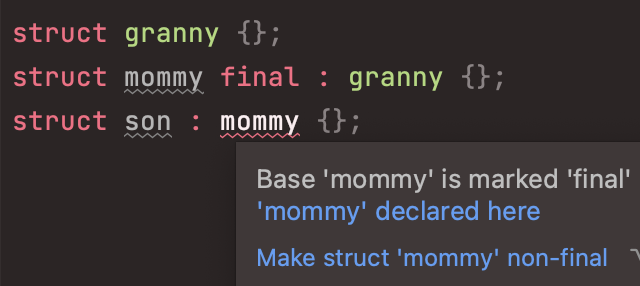 struct granny {};
struct mommy final : granny {};
struct son : mommy {};
Base 'mommy' is marked 'final'
'mommy' declared here
Make struct 'mommy' non-final